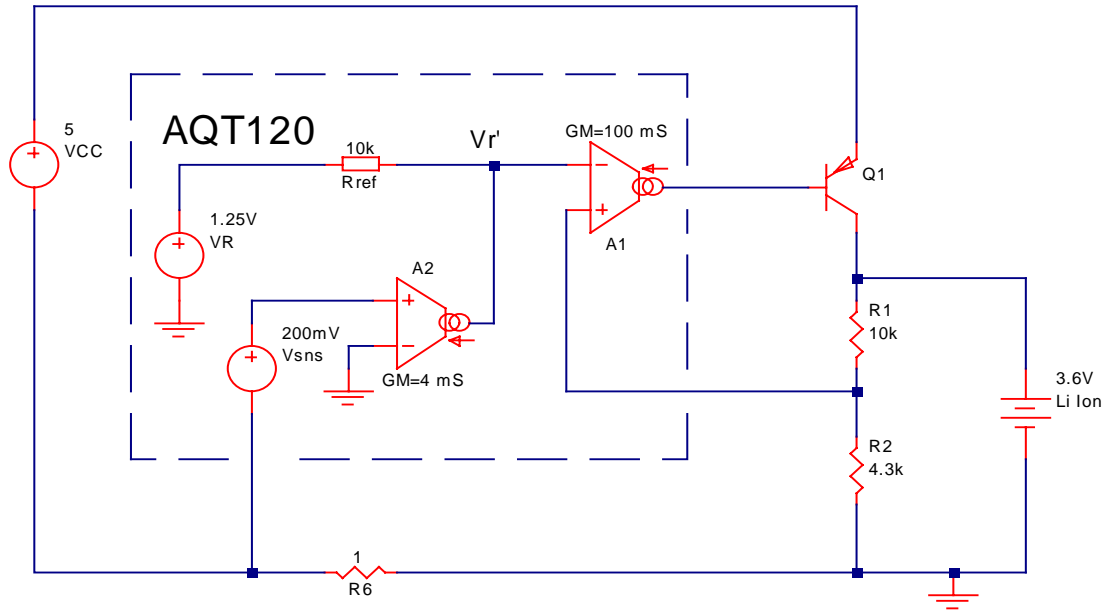 5
VCC
AQT120
10k
Rref
Vr'
GM=100 mS
A1
Q1
1.25V
VR
A2
200mV
Vsns
GM=4 mS
R1
10k
3.6V
Li Ion
R2
4.3k
1
R6